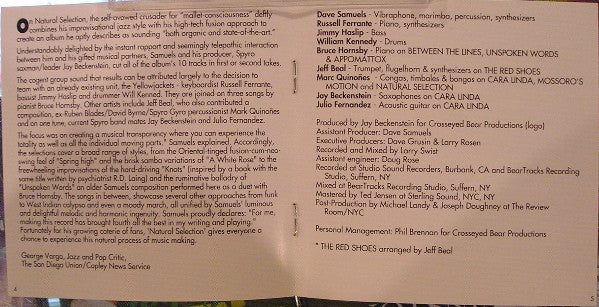 On Natural Selection, the self-avowed crusader for "mallet-consciousness" deftly
combines his improvisational jazz style with his high-tech fusion approach to
create an album he aptly describes as sounding "both organic and state-of-the-art."
Understandably delighted by the instant rapport and seemingly telepathic interaction
between him and his gifted musical partners, Samuels and his producer, Spyro
saxman/leader Jay Beckenstein, cut all of the album's 10 tracks in first or second takes.
The cogent group sound that results can be attributed largely to the decision to
team with an already existing unit, the Yellowjackets - keyboardist Russell Ferrante,
bassist Jimmy Haslip and drummer Will Kennedy. They are joined on three songs by
pianist Bruce Hornsby. Other artists include Jeff Beal, who also contributed a
composition, ex Ruben Blades/David Byrne/Spyro Gyra percussionist Mark Quiñones
and on one tune, current Spyro band mates Jay Beckenstein and Julio Fernandez.
The focus was on creating a musical transparency where you can experience the
totality as well as all the individual moving parts." Samuels explained. Accordingly,
the selections cover a broad range of styles, from the Oriental-tinged fusion-cum-neo-
swing feel of "Spring high" and the brisk samba variations of "A White Rose" to the
freewheeling improvisations of the hard-driving "Knots" (inspired by a book with the
same title written by psychiatrist R.D. Laing) and the ruminative balladry of
"Unspoken Words" an older Samuels composition performed here as a duet with
Bruce Hornsby. The songs in between, showcase several other approaches from funk
to West Indian calypso and even a moody march, all unified by Samuels' luminous
and delightful melodic and harmonic ingenuity. Samuels proudly declares: "For me,
making this record has brought fourth all the best in my writing and playing."
Fortunately for his growing coterie of fans, 'Natural Selection' gives everyone a
chance to experience this natural process of music making.
George Varga, Jazz and Pop Critic,
The San Diego Union/Copley News Service
4
Dave Samuels - Vibraphone, marimba, percussion, synthesizers
Russell Ferrante - Piano, synthesizers
Jimmy Haslip - Bass
William Kennedy - Drums
Bruce Hornsby - Piano on BETWEEN THE LINES, UNSPOKEN WORDS
& APPOMATTOX
Jeff Beal - Trumpet, flugelhorn & synthesizers on THE RED SHOES
Marc Quiñones - Congas, timbales & bongos on CARA LINDA, MOSSORO'S
MOTION and NATURAL SELECTION
Jay Beckenstein - Saxophones on CARA LINDA
Julio Fernandez - Acoustic guitar on CARA LINDA
Produced by Jay Beckenstein for Crosseyed Bear Productions (logo)
Assistant Producer: Dave Samuels
Executive Producers: Dave Grusin & Larry Rosen
Recorded and Mixed by Larry Swist
Assistant engineer: Doug Rose
Recorded at Studio Sound Recorders, Burbank, CA and BearTracks Recording
Studio, Suffern, NY
Mixed at BearTracks Recording Studio, Suffern, NY
Mastered by Ted Jensen at Sterling Sound, NYC, NY
Post-Production by Michael Landy & Joseph Doughney at The Review
Room/NYC
Personal Management: Phil Brennan for Crosseyed Bear Productions
* THE RED SHOES arranged by Jeff Beal
5